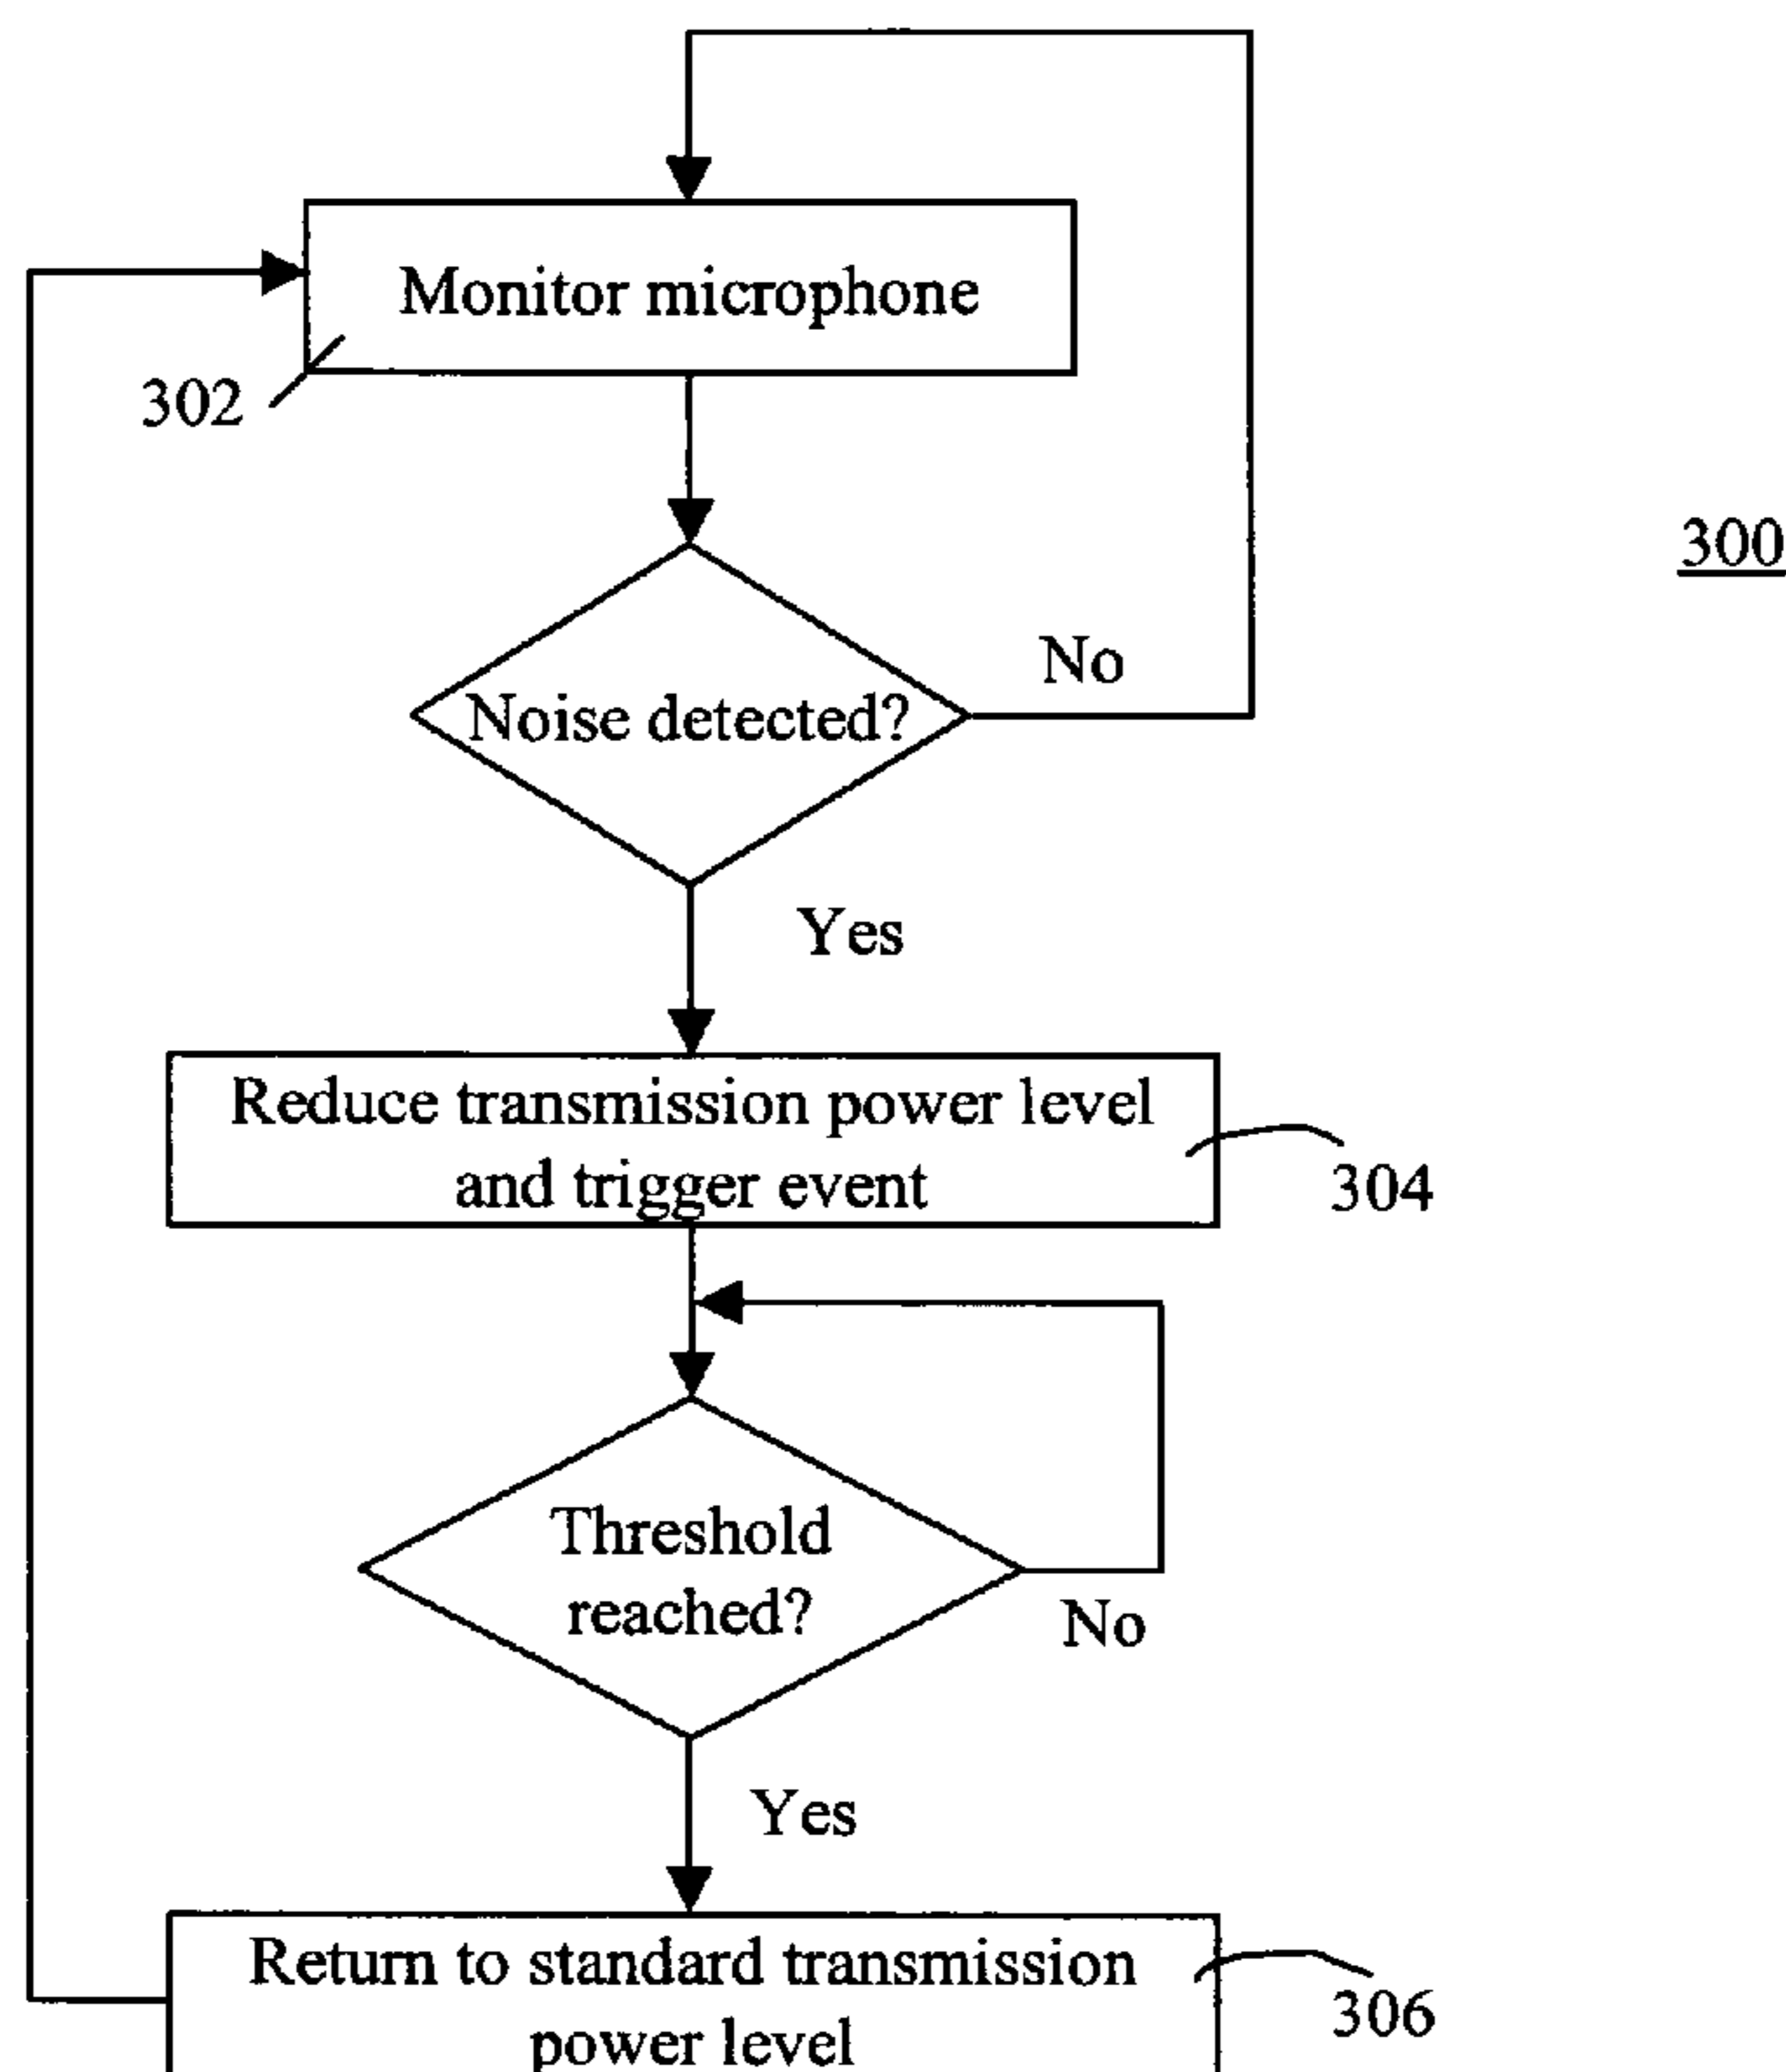 Monitor microphone
302
300
No
Noise detected?
Yes
Reduce transmission power level
and trigger event
304
Threshold
reached?
No
Yes
Return to standard transmission
power level
306